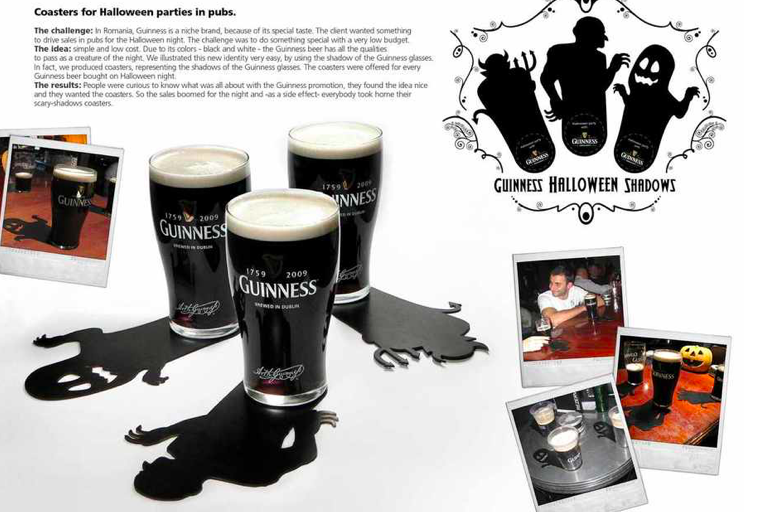 Coasters for Halloween parties in pubs.
The challenge: In Romania, Guinness is a niche brand, because of its special taste. The client wanted something
to drive sales in pubs for the Halloween night. The challenge was to do something special with a very low budget.
The idea: simple and low cost. Due to its colors - black and white - the Guinness beer has all the qualities
to pass as a creature of the night. We illustrated this new identity very easy, by using the shadow of the Guinness glasses.
In fact, we produced coasters, representing the shadows of the Guinness glasses. The coasters were offered for every
Guinness beer bought on Halloween night.
The results: People were curious to know what was all about with the Guinness promotion, they found the idea nice
and they wanted the coasters. So the sales boomed for the night and -as a side effect- everybody took home their
scary-shadows coasters.
GUINNESS
GUINNESS
GUINNESS
GUINNESS HALLOWEEN SHADOWS
GUINNESS
1759 2009
GUINNESS
BREWED IN DUBLIN
1759 2009
GUINNESS
1759 2009
GUINNESS
BREWED IN DUBLIN
GUINNESS